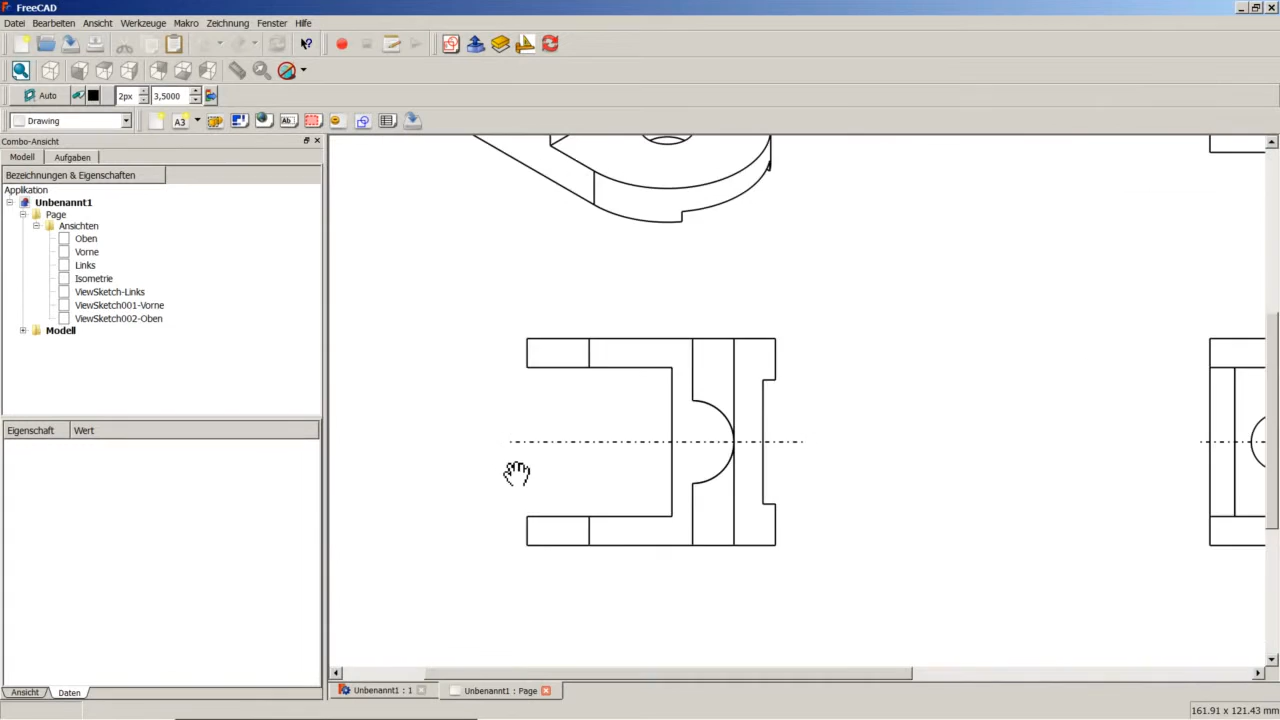 FreeCAD
Datei Bearbeiten Ansicht Werkzeuge Makro Zeichnung Fenster Hilfe
Auto 2px 3,5000
Drawing A3 Ab
Combo-Ansicht
Modell Aufgaben
Bezeichnungen & Eigenschaften
Applikation
Unbenannt1
Page
Ansichten
Oben
Vorne
Links
Isometrie
ViewSketch-Links
ViewSketch001-Vorne
ViewSketch002-Oben
Modell
Eigenschaft Wert
Ansicht Daten
Unbenannt1 : 1 Unbenannt1 : Page
161.91 x 121.43 mm